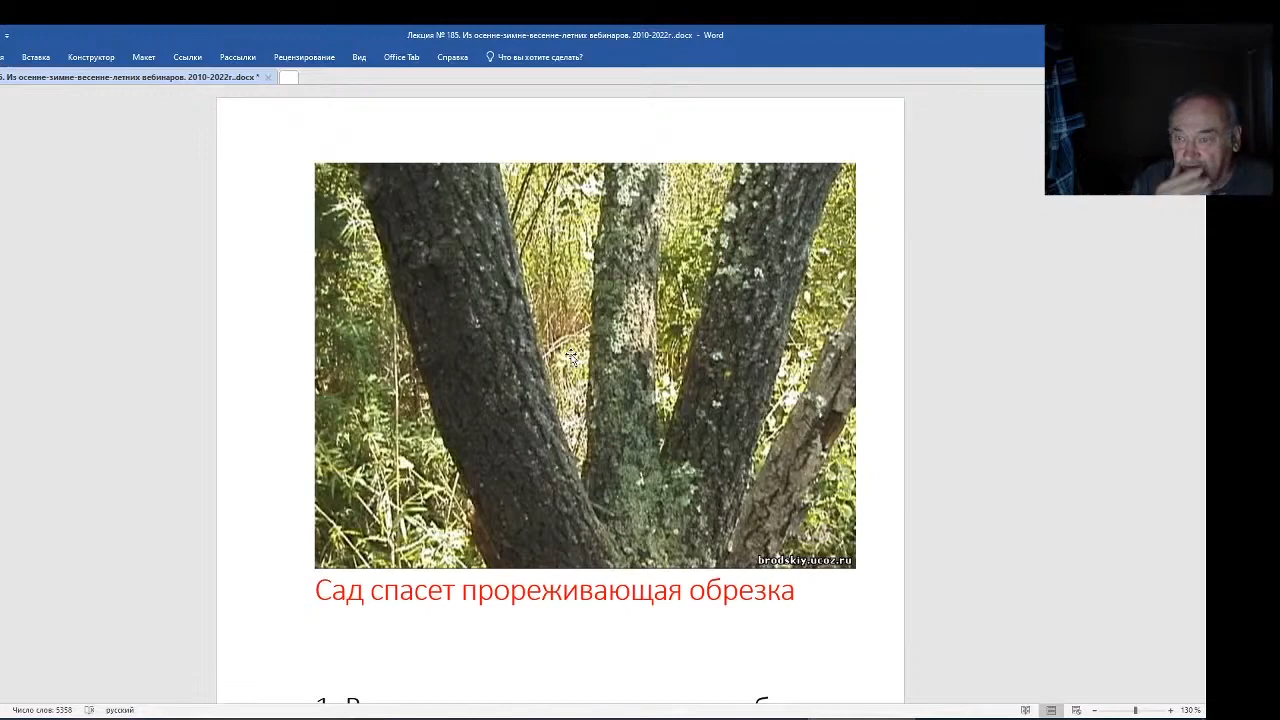 Лекция № 185. Из осенне-зимне-весенне-летних вебинаров. 2010-2022г..docx - Word
Вставка Конструктор Макет Ссылки Рассылки Рецензирование Вид Office Tab Справка Что вы хотите сделать?
5. Из осенне-зимне-весенне-летних вебинаров. 2010-2022г..docx *
brodskiy.ucoz.ru
Сад спасет прореживающая обрезка
Число слов: 5358 русский 130 %